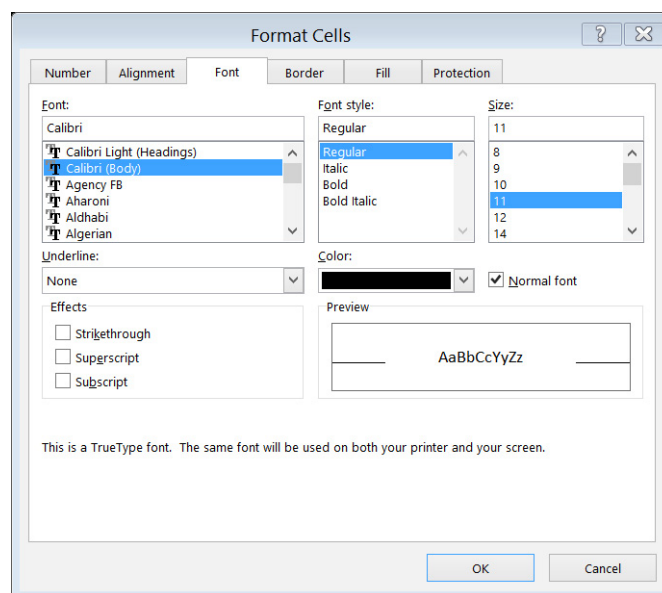 Format Cells
Number Alignment Font Border Fill Protection
Font: Font style: Size:
Calibri Regular 11
Calibri Light (Headings) Regular 8
Calibri (Body) Italic 9
Agency FB Bold 10
Aharoni Bold Italic 11
Aldhabi 12
Algerian 14
Underline: Color:
None Normal font
Effects Preview
Strikethrough
Superscript AaBbCcYyZz
Subscript
This is a TrueType font. The same font will be used on both your printer and your screen.
OK Cancel